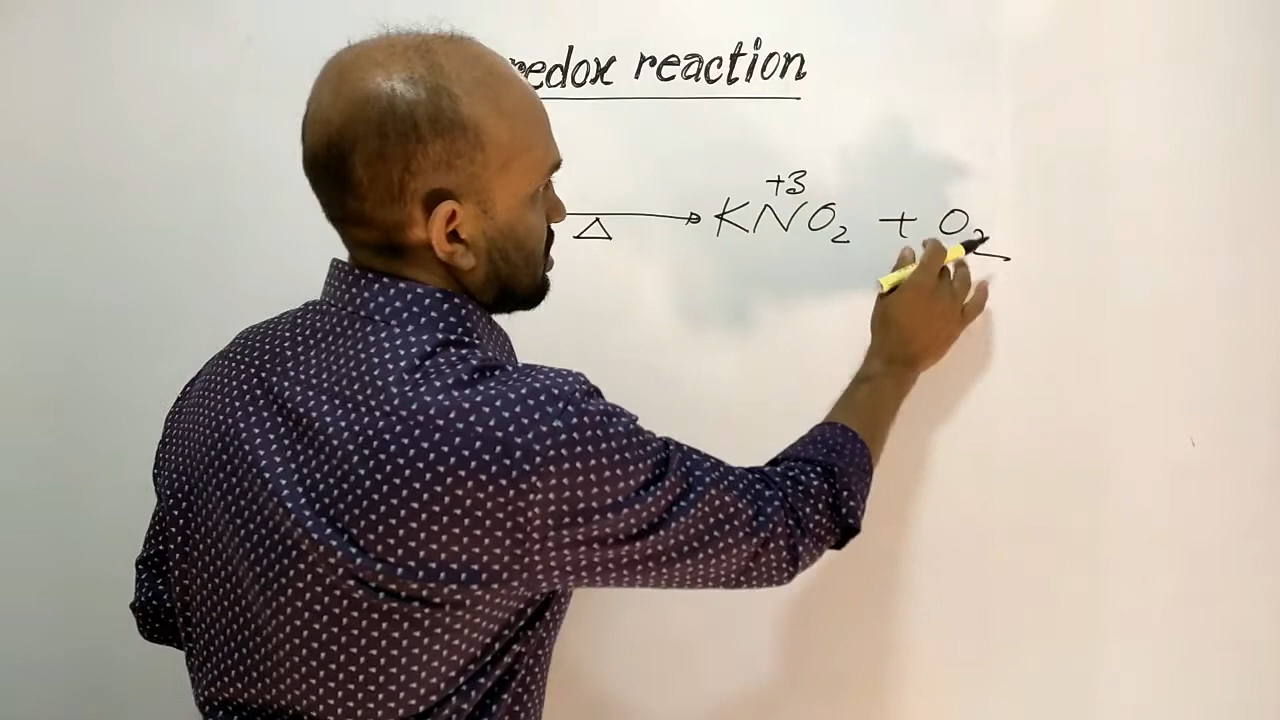 redox reaction
+3
Δ → KNO₂ + O₂